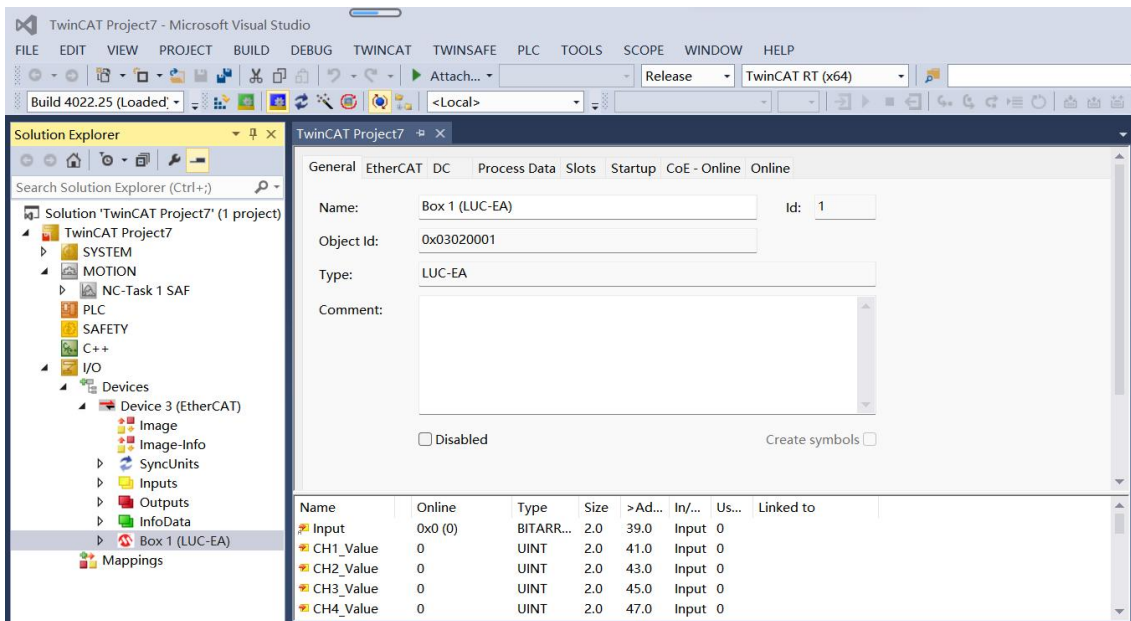 TwinCAT Project7 - Microsoft Visual Studio
FILE EDIT VIEW PROJECT BUILD DEBUG TWINCAT TWINSAFE PLC TOOLS SCOPE WINDOW HELP
Attach... Release TwinCAT RT (x64)
Build 4022.25 (Loaded) <Local>
Solution Explorer
Search Solution Explorer (Ctrl+;)
Solution 'TwinCAT Project7' (1 project)
TwinCAT Project7
SYSTEM
MOTION
NC-Task 1 SAF
PLC
SAFETY
C++
I/O
Devices
Device 3 (EtherCAT)
Image
Image-Info
SyncUnits
Inputs
Outputs
InfoData
Box 1 (LUC-EA)
Mappings
TwinCAT Project7
General EtherCAT DC Process Data Slots Startup CoE - Online Online
Name: Box 1 (LUC-EA) Id: 1
Object Id: 0x03020001
Type: LUC-EA
Comment:
Disabled Create symbols
Name Online Type Size >Ad... In/... Us... Linked to
Input 0x0 (0) BITARR... 2.0 39.0 Input 0
CH1_Value 0 UINT 2.0 41.0 Input 0
CH2_Value 0 UINT 2.0 43.0 Input 0
CH3_Value 0 UINT 2.0 45.0 Input 0
CH4_Value 0 UINT 2.0 47.0 Input 0